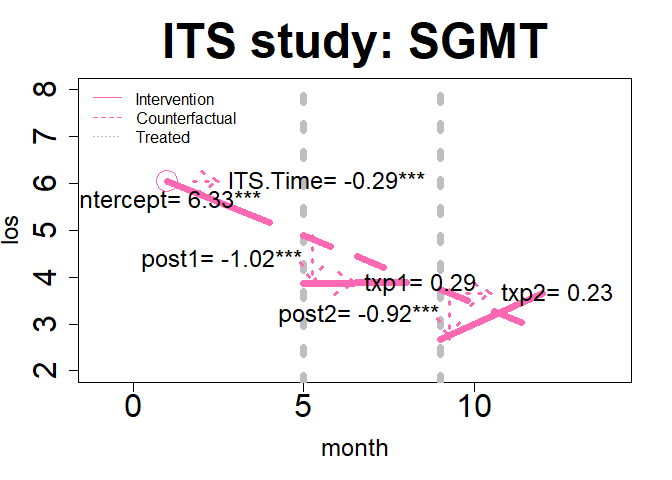 ITS study: SGMT
Intervention
Counterfactual
Treated
ITS.Time= -0.29***
ntercept= 6.33***
post1= -1.02***
txp1= 0.29
txp2= 0.23
post2= -0.92***
los
8
7
6
5
4
3
2
0
5
10
month